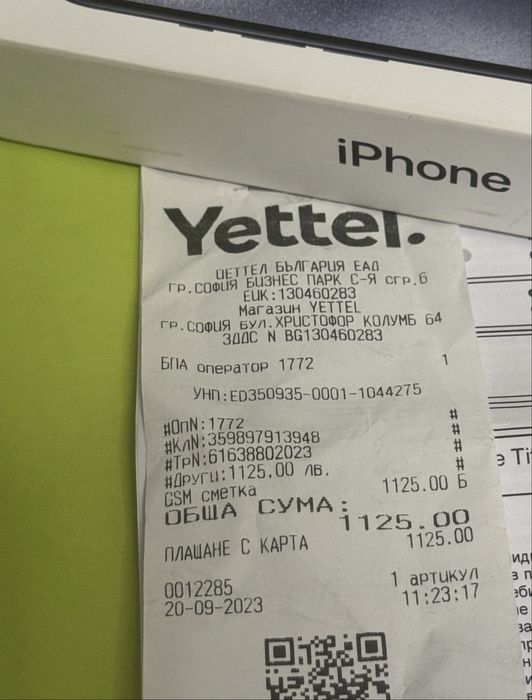 iPhone
Yettel.
ЦЕТТЕЛ БЪЛГАРИЯ ЕАД
ГР.СОФИЯ БИЗНЕС ПАРК С-Я СГР.6
ЕИК:130460283
Магазин YETTEL
ГР.СОФИЯ БУЛ.ХРИСТОФОР КОЛУМБ 64
ЗДДС N BG130460283
БПА оператор 1772 1
УНП:ED350935-0001-1044275
#ОпN:1772 #
#КлN:359897913948 #
#ТрN:61638802023 #
#Други:1125.00 лв. #
GSM сметка 1125.00 Б
ОБЩА СУМА: 1125.00
ПЛАЩАНЕ С КАРТА 1125.00
0012285 1 артикул
20-09-2023 11:23:17
e Ti